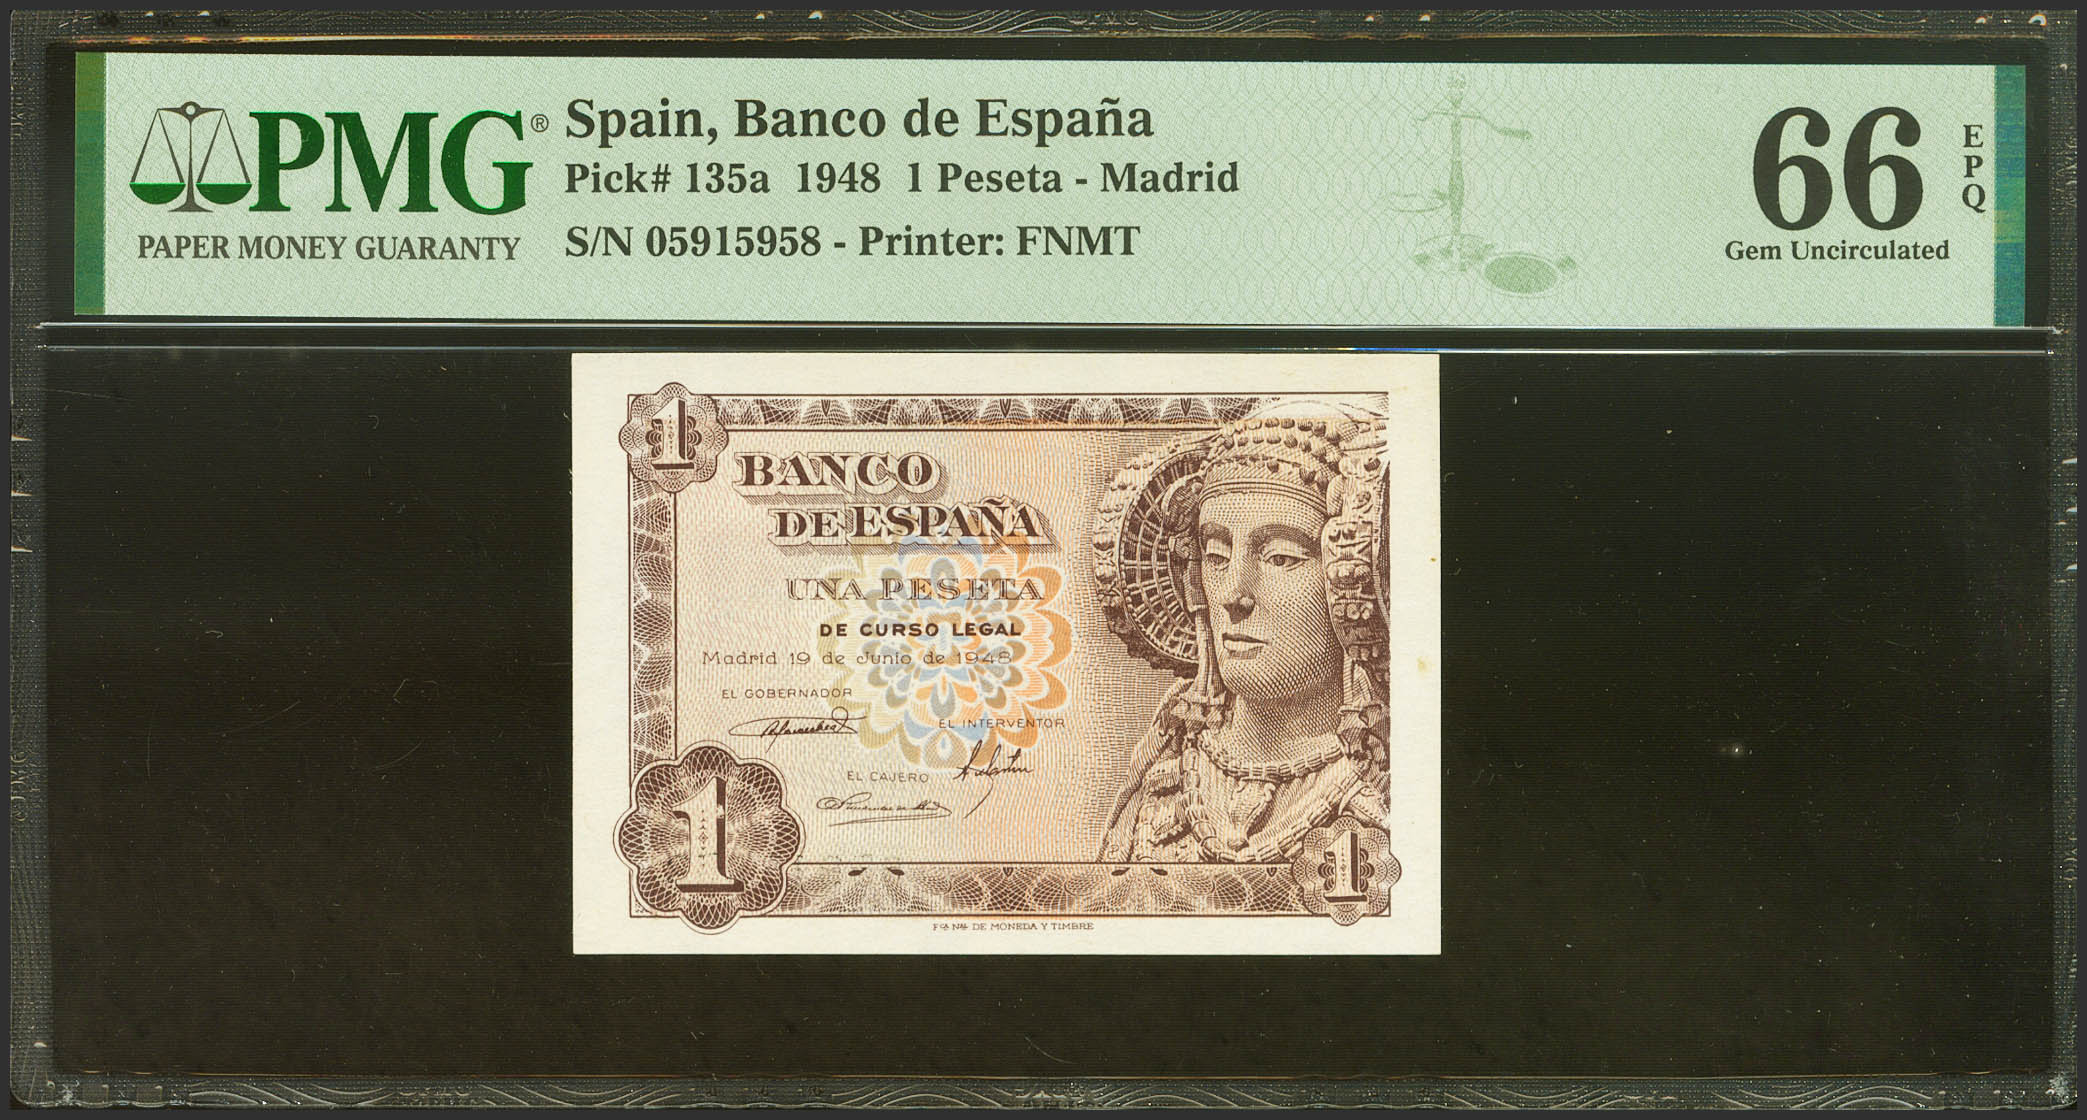 PMG®
PAPER MONEY GUARANTY
Spain, Banco de España
Pick# 135a 1948 1 Peseta - Madrid
S/N 05915958 - Printer: FNMT
66
EPQ
Gem Uncirculated
1
BANCO
DE ESPAÑA
UNA PESETA
DE CURSO LEGAL
Madrid 19 de Junio de 1948
EL GOBERNADOR
EL INTERVENTOR
EL CAJERO
1
1
FCA NAL DE MONEDA Y TIMBRE